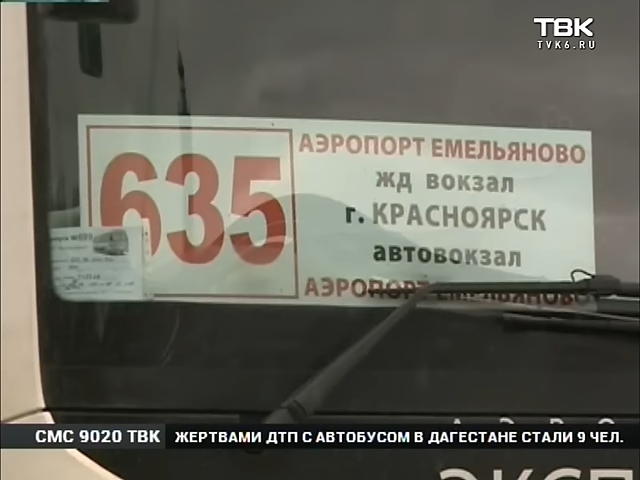 ТВК
TVK6.RU
635
АЭРОПОРТ ЕМЕЛЬЯНОВО
жд вокзал
г. КРАСНОЯРСК
автовокзал
АЭРОПОРТ ЕМЕЛЬЯНОВО
СМС 9020 ТВК
ЖЕРТВАМИ ДТП С АВТОБУСОМ В ДАГЕСТАНЕ СТАЛИ 9 ЧЕЛ.